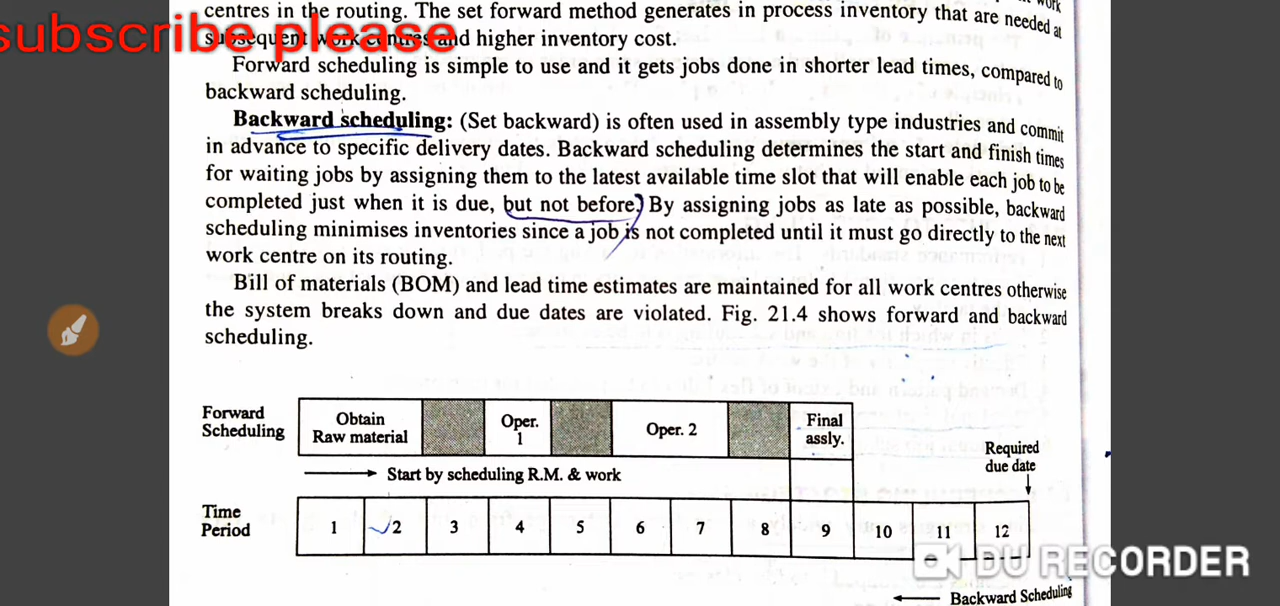 work
centres in the routing. The set forward method generates in process inventory that are needed at
subscribe please
subsequent work centres and higher inventory cost.
Forward scheduling is simple to use and it gets jobs done in shorter lead times, compared to
backward scheduling.
Backward scheduling: (Set backward) is often used in assembly type industries and commit
in advance to specific delivery dates. Backward scheduling determines the start and finish times
for waiting jobs by assigning them to the latest available time slot that will enable each job to be
completed just when it is due, but not before. By assigning jobs as late as possible, backward
scheduling minimises inventories since a job is not completed until it must go directly to the next
work centre on its routing.
Bill of materials (BOM) and lead time estimates are maintained for all work centres otherwise
the system breaks down and due dates are violated. Fig. 21.4 shows forward and backward
scheduling.
Forward
Scheduling
Obtain
Raw material
Oper.
1
Oper. 2
Final
assly.
Start by scheduling R.M. & work
Required
due date
Time
Period
1 2 3 4 5 6 7 8 9 10 11 12
DU RECORDER
Backward Scheduling